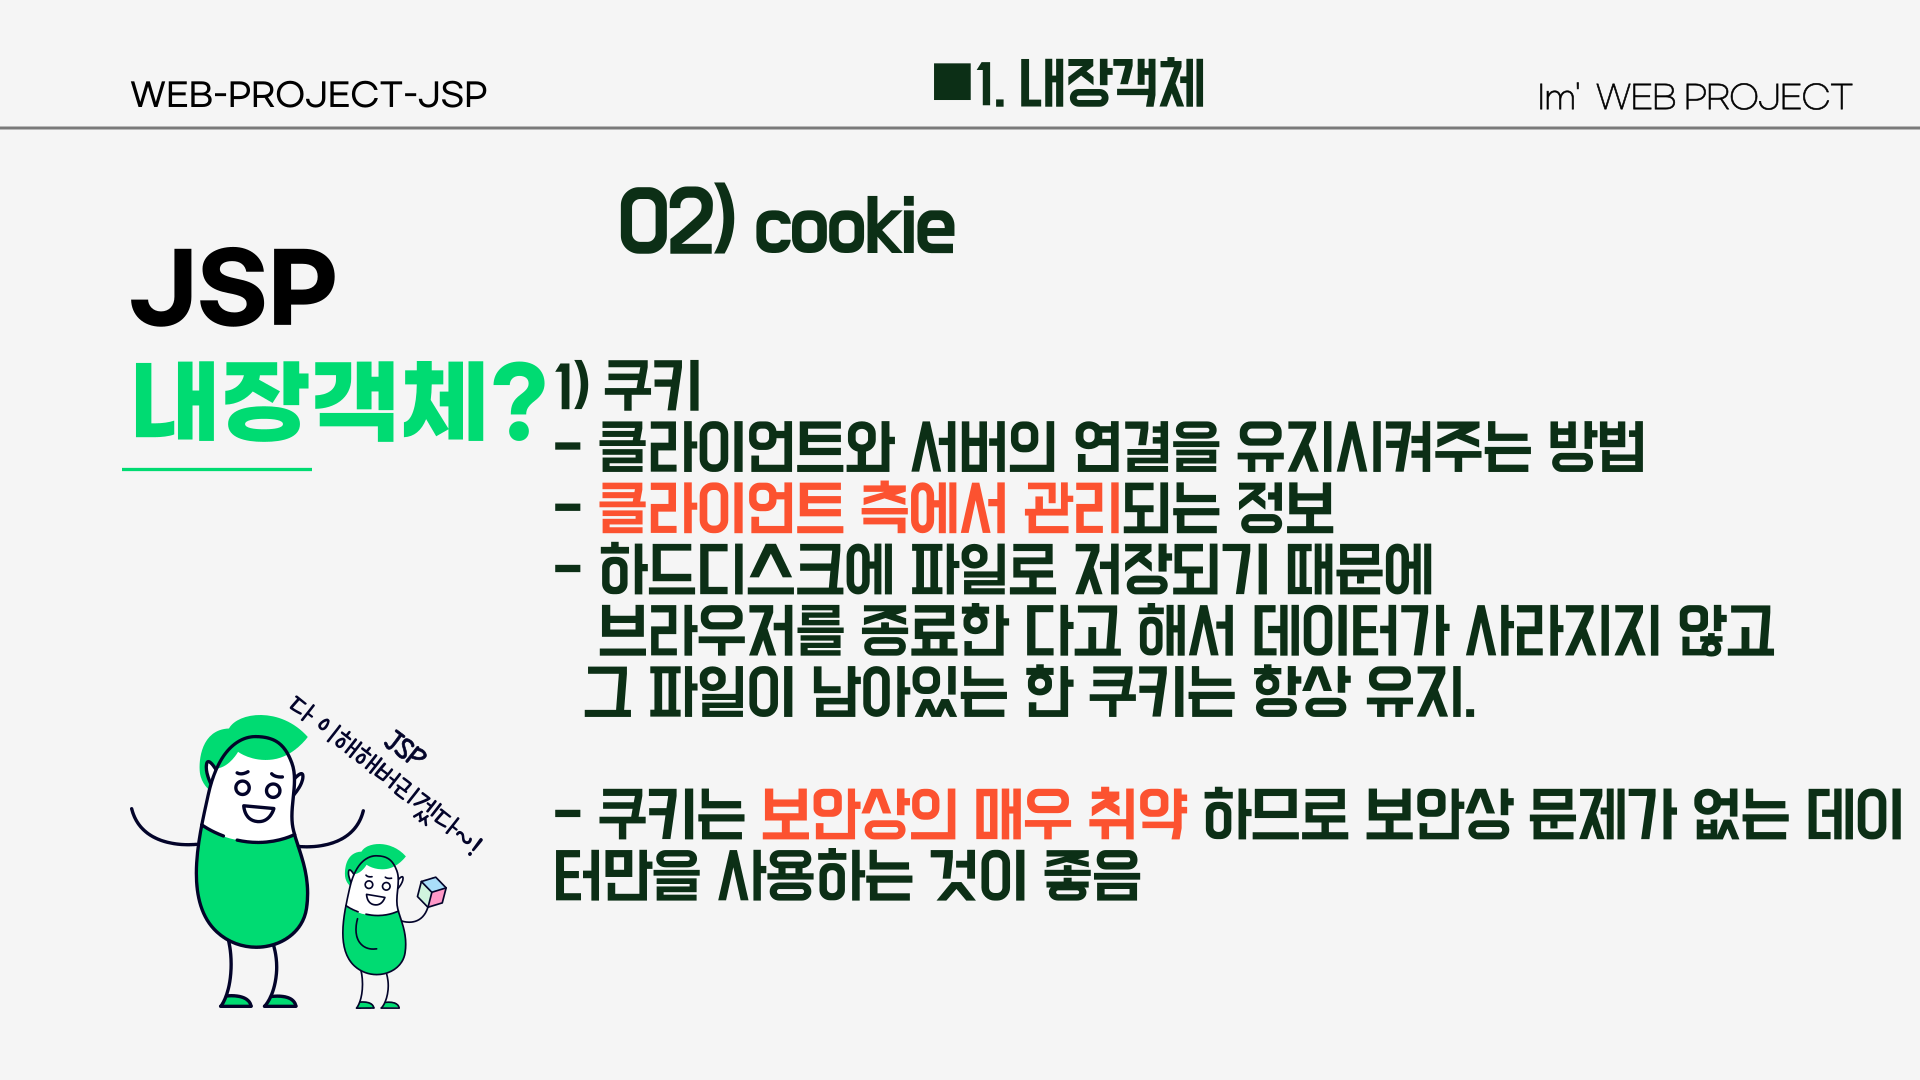 WEB-PROJECT-JSP
■1. 내장객체
Im' WEB PROJECT
02) cookie
JSP
내장객체?
1) 쿠키
- 클라이언트와 서버의 연결을 유지시켜주는 방법
- 클라이언트 측에서 관리되는 정보
- 하드디스크에 파일로 저장되기 때문에
브라우저를 종료한 다고 해서 데이터가 사라지지 않고
그 파일이 남아있는 한 쿠키는 항상 유지.
- 쿠키는 보안상의 매우 취약 하므로 보안상 문제가 없는 데이
터만을 사용하는 것이 좋음
JSP
다 이해해버리겠다~!